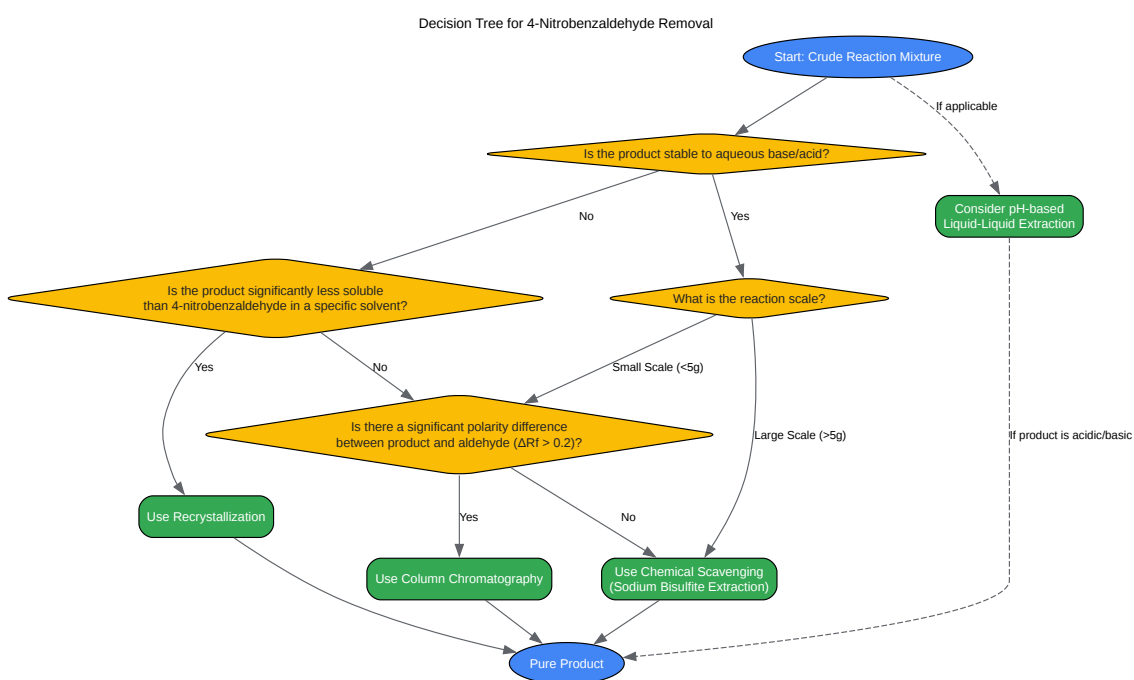 Decision Tree for 4-Nitrobenzaldehyde Removal
Start: Crude Reaction Mixture
If applicable
Is the product stable to aqueous base/acid?
Consider pH-based
Liquid-Liquid Extraction
No
Yes
Is the product significantly less soluble
than 4-nitrobenzaldehyde in a specific solvent?
What is the reaction scale?
Yes
No
Small Scale (<5g)
Is there a significant polarity difference
between product and aldehyde (ΔRf > 0.2)?
Large Scale (>5g)
If product is acidic/basic
Use Recrystallization
Yes
No
Use Column Chromatography
Use Chemical Scavenging
(Sodium Bisulfite Extraction)
Pure Product